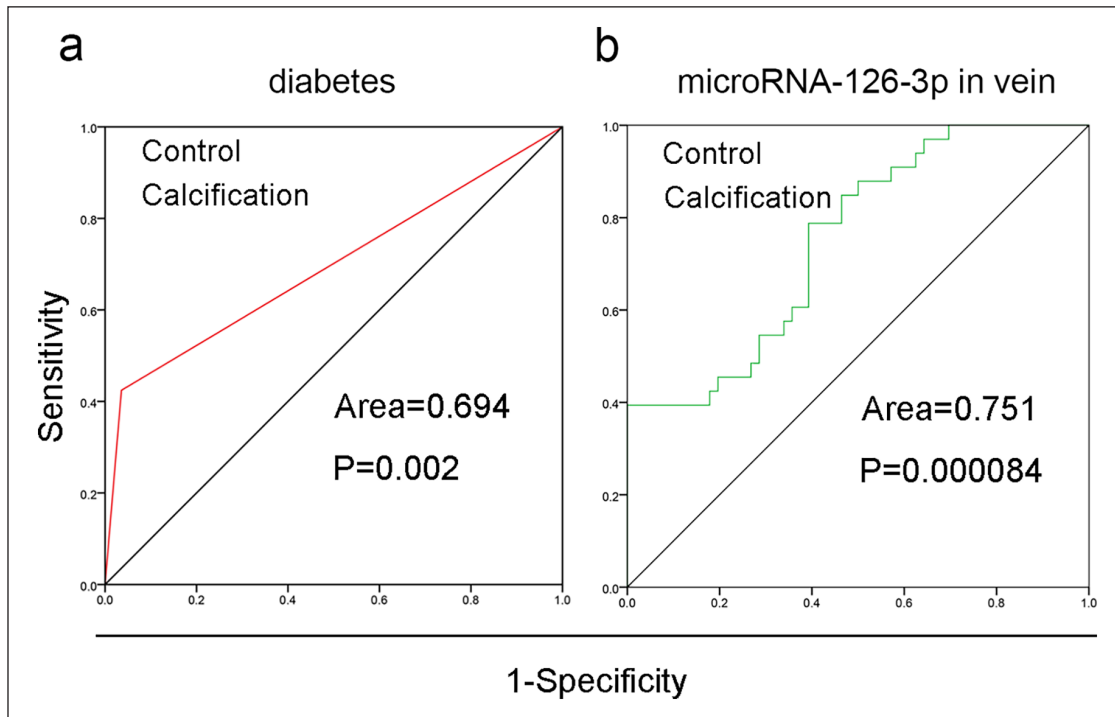 a
diabetes
Control
Calcification
Area=0.694
P=0.002
1.0
0.8
0.6
0.4
0.2
0.0
0.0
0.2
0.4
0.6
0.8
1.0
Sensitivity
b
microRNA-126-3p in vein
Control
Calcification
Area=0.751
P=0.000084
1.0
0.8
0.6
0.4
0.2
0.0
0.0
0.2
0.4
0.6
0.8
1.0
1-Specificity